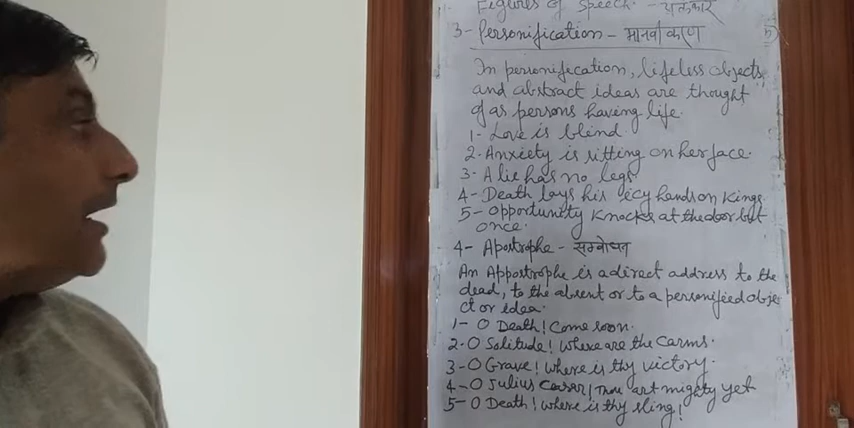 Figures of Speech - अलंकार
3- Personification - मानवीकरण
In personification, lifeless objects
and abstract ideas are thought
of as persons having life.
1- Love is blind.
2. Anxiety is sitting on her face.
3. A lie has no legs
4- Death lays his icy hands on kings.
5- Opportunity knocks at the door but
once.
4- Apostrophe - सम्बोधन
An Appostrophe is a direct address to the
dead, to the absent or to a personified obje
ct or idea.
1- O Death! Come soon.
2. O Solitude! Where are the Carms.
3- O Grave! where is thy victory.
4- O Julius Caesar! Thou art mighty yet
5- O Death! where is thy sting!